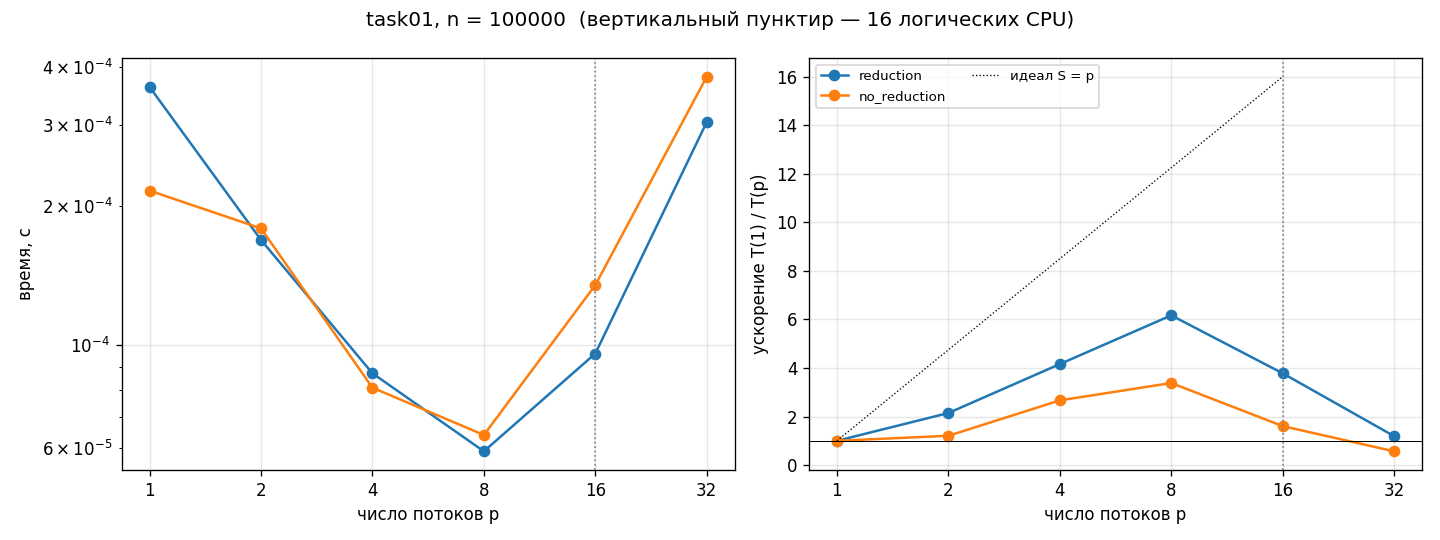 task01, n = 100000  (вертикальный пунктир — 16 логических CPU)
4 × 10⁻⁴
3 × 10⁻⁴
2 × 10⁻⁴
10⁻⁴
6 × 10⁻⁵
время, с
1 2 4 8 16 32
число потоков p
reduction
no_reduction
идеал S = p
16
14
12
10
8
6
4
2
0
ускорение T(1) / T(p)
1 2 4 8 16 32
число потоков p